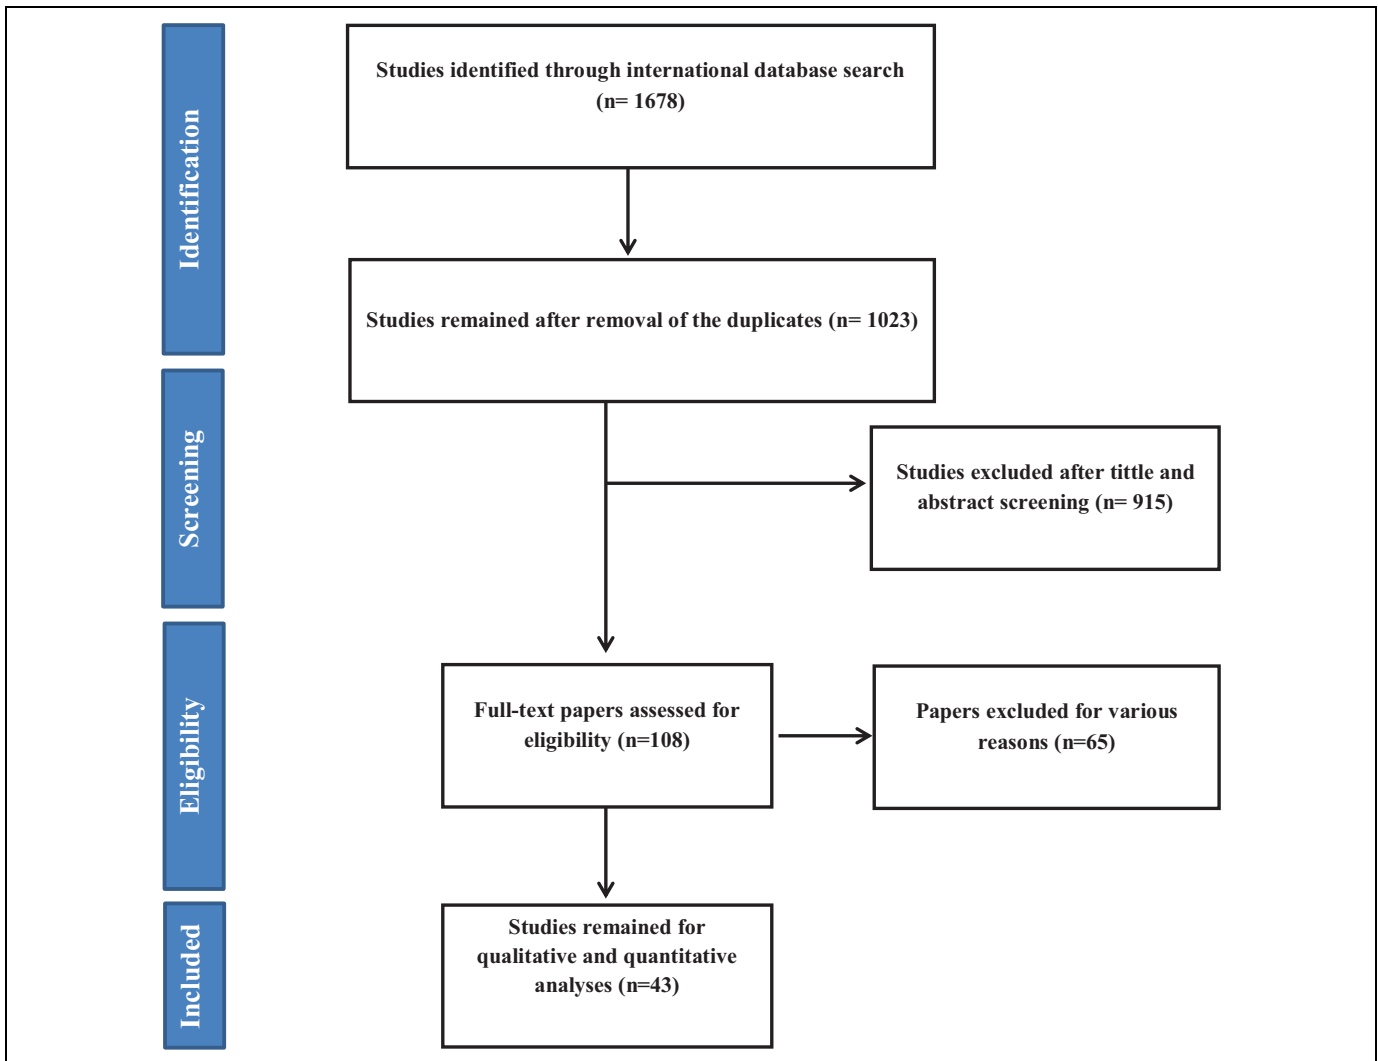 Identification
Studies identified through international database search
(n= 1678)
Studies remained after removal of the duplicates (n= 1023)
Screening
Studies excluded after tittle and
abstract screening (n= 915)
Eligibility
Full-text papers assessed for
eligibility (n=108)
Papers excluded for various
reasons (n=65)
Included
Studies remained for
qualitative and quantitative
analyses (n=43)